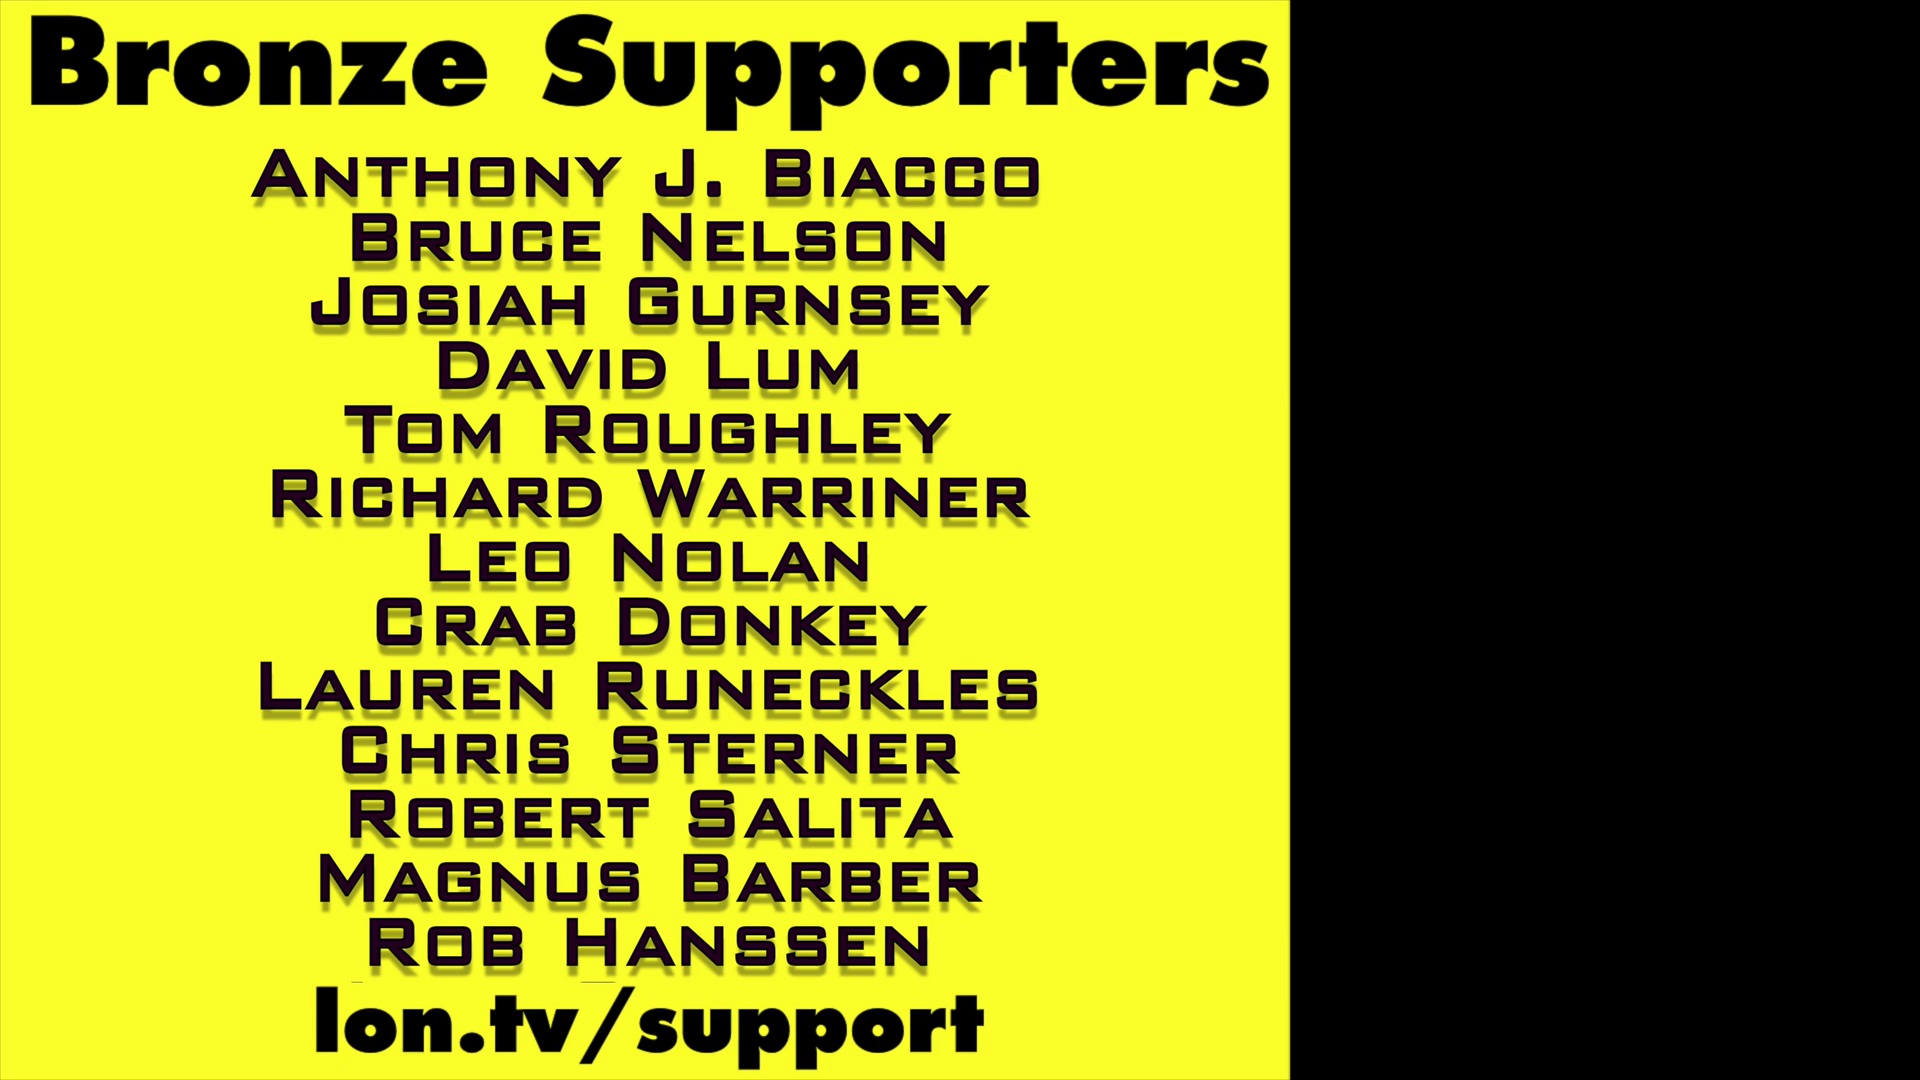 Bronze Supporters
Anthony J. Biacco
Bruce Nelson
Josiah Gurnsey
David Lum
Tom Roughley
Richard Warriner
Leo Nolan
Crab Donkey
Lauren Runeckles
Chris Sterner
Robert Salita
Magnus Barber
Rob Hanssen
lon.tv/support